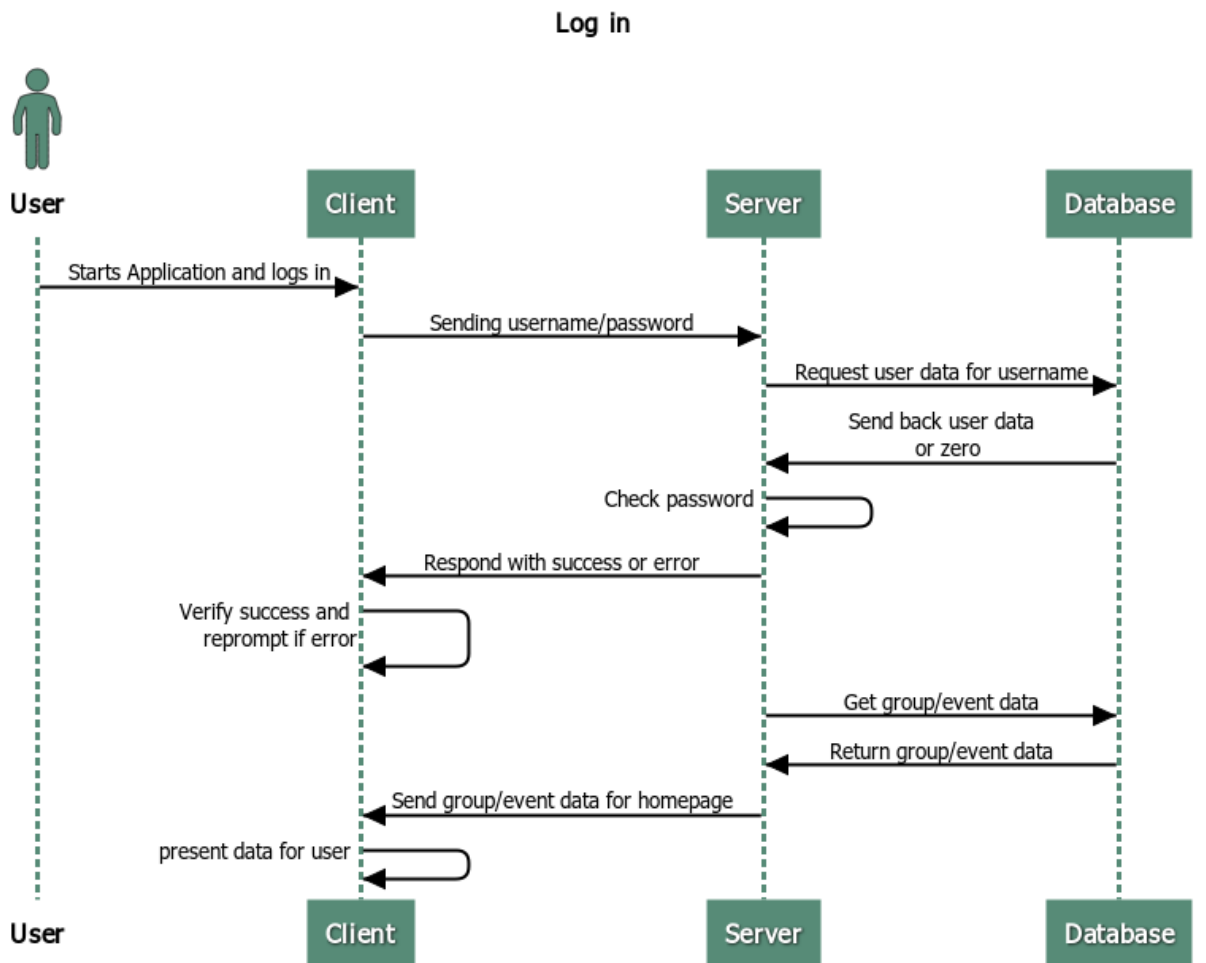 Log in
User
Client
Server
Database
Starts Application and logs in
Sending username/password
Request user data for username
Send back user data
or zero
Check password
Respond with success or error
Verify success and
reprompt if error
Get group/event data
Return group/event data
Send group/event data for homepage
present data for user
User
Client
Server
Database